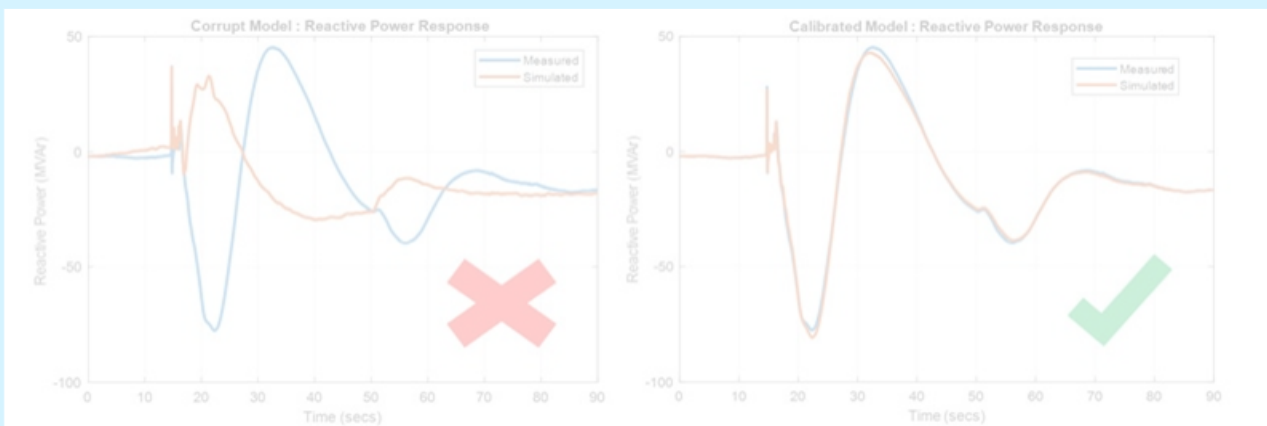 Corrupt Model : Reactive Power Response
50
0
-50
-100
Reactive Power (MVAr)
Measured
Simulated
0 10 20 30 40 50 60 70 80 90
Time (secs)
Calibrated Model : Reactive Power Response
50
0
-50
-100
Reactive Power (MVAr)
Measured
Simulated
0 10 20 30 40 50 60 70 80 90
Time (secs)